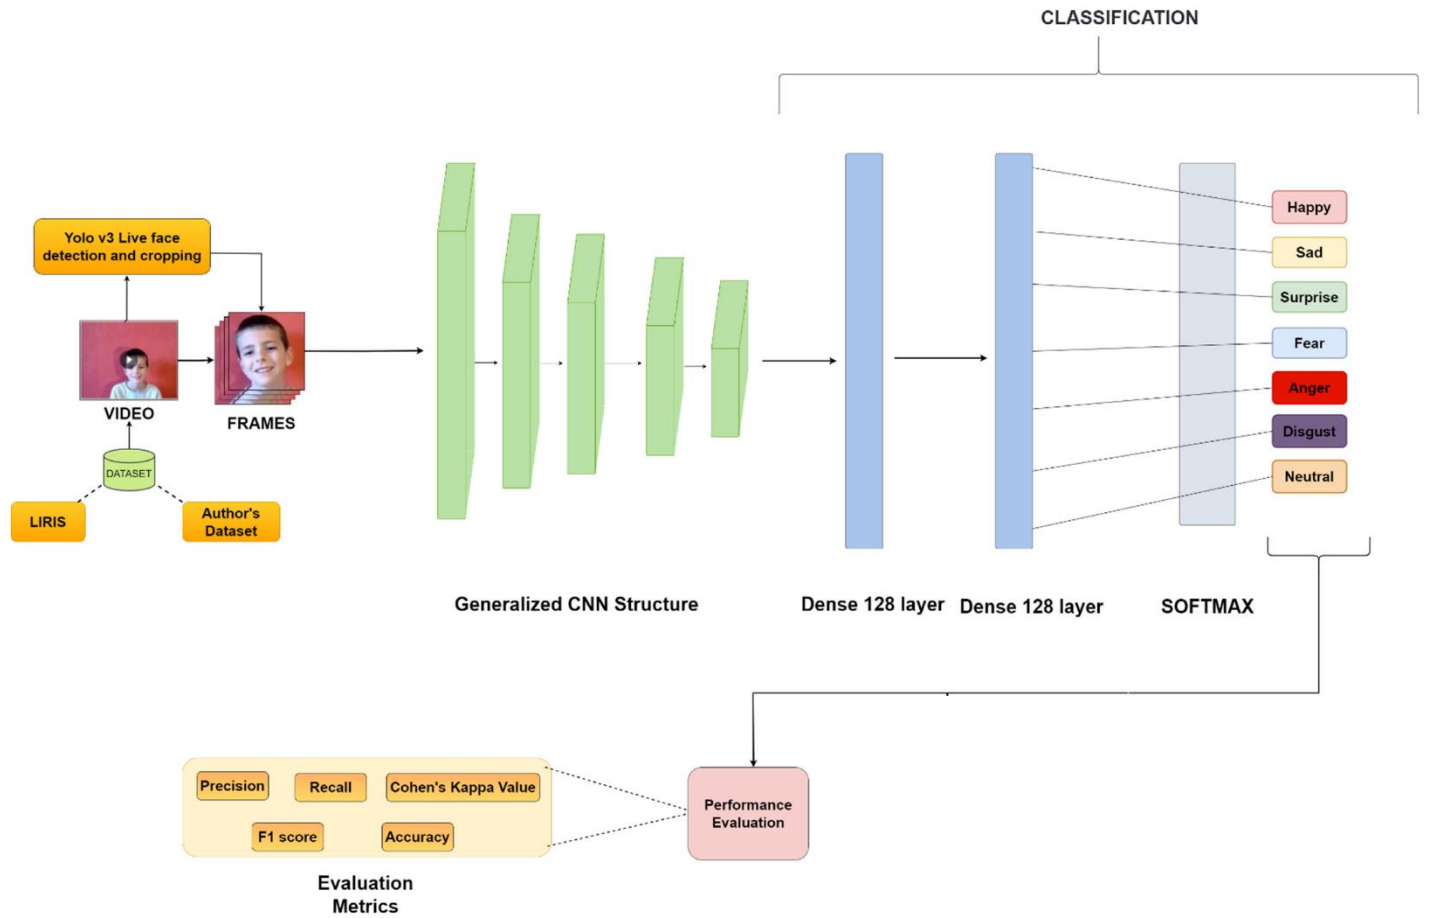 CLASSIFICATION
Yolo v3 Live face
detection and cropping
VIDEO
FRAMES
DATASET
LIRIS
Author's
Dataset
Generalized CNN Structure
Dense 128 layer
Dense 128 layer
SOFTMAX
Happy
Sad
Surprise
Fear
Anger
Disgust
Neutral
Performance
Evaluation
Precision
Recall
Cohen's Kappa Value
F1 score
Accuracy
Evaluation
Metrics